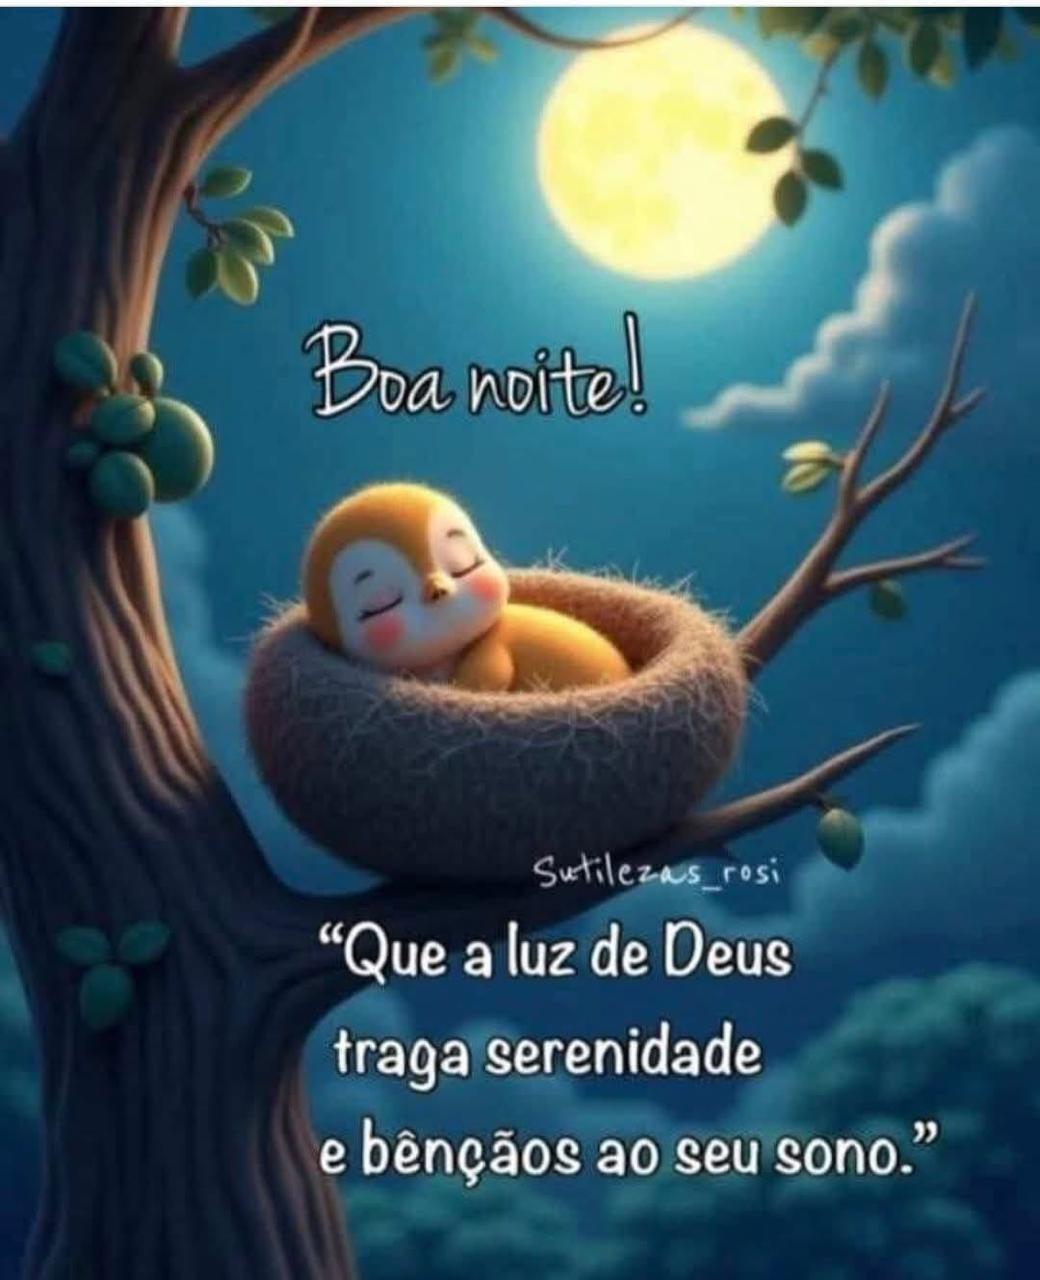 Boa noite!
Sutilezas_rosi
“Que a luz de Deus
traga serenidade
e bênçãos ao seu sono.”